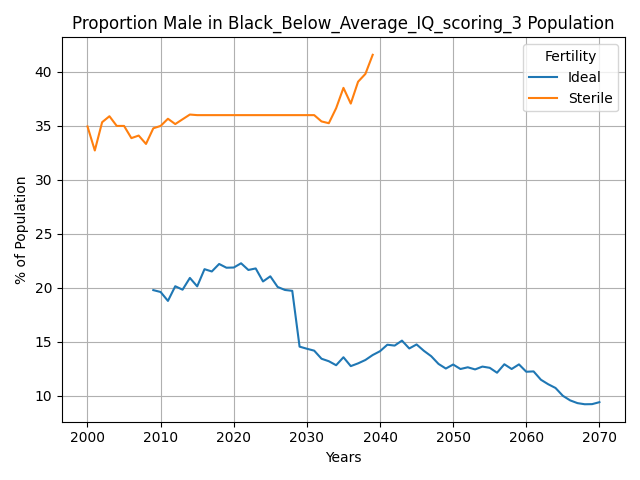 Proportion Male in Black_Below_Average_IQ_scoring_3 Population
Fertility
Ideal
Sterile
% of Population
40
35
30
25
20
15
10
2000 2010 2020 2030 2040 2050 2060 2070
Years